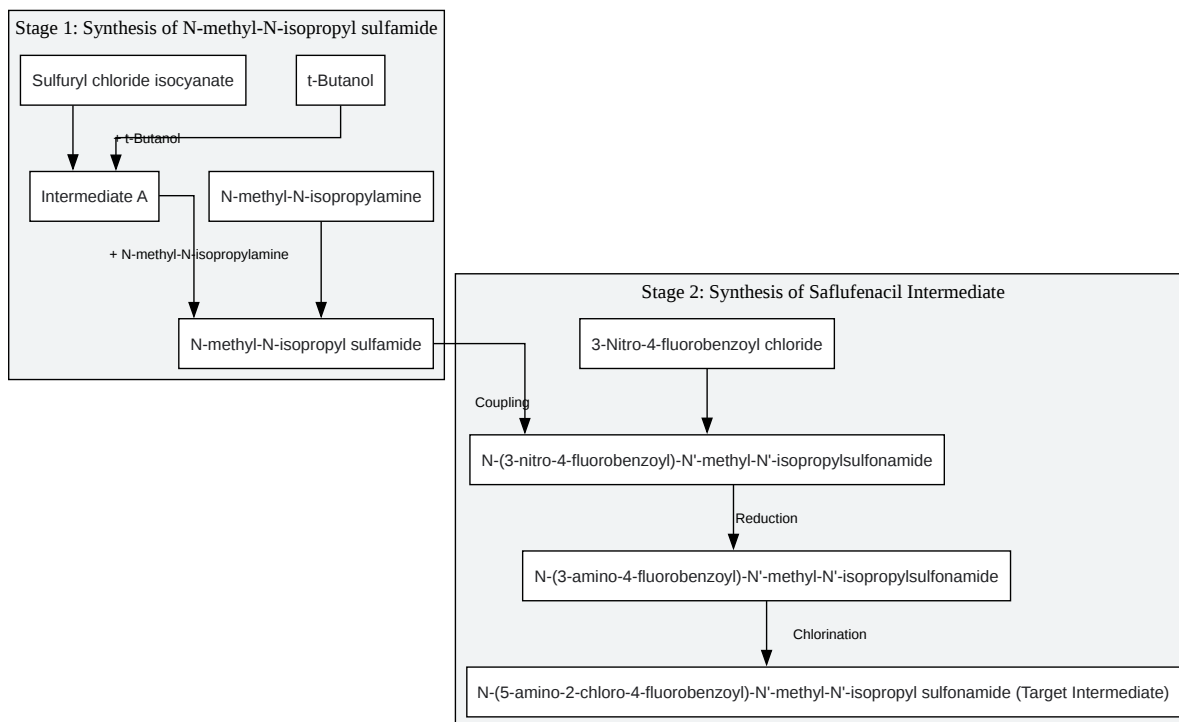 Stage 1: Synthesis of N-methyl-N-isopropyl sulfamide
Sulfuryl chloride isocyanate
t-Butanol
+ t-Butanol
Intermediate A
N-methyl-N-isopropylamine
+ N-methyl-N-isopropylamine
N-methyl-N-isopropyl sulfamide
Stage 2: Synthesis of Saflufenacil Intermediate
3-Nitro-4-fluorobenzoyl chloride
Coupling
N-(3-nitro-4-fluorobenzoyl)-N'-methyl-N'-isopropylsulfonamide
Reduction
N-(3-amino-4-fluorobenzoyl)-N'-methyl-N'-isopropylsulfonamide
Chlorination
N-(5-amino-2-chloro-4-fluorobenzoyl)-N'-methyl-N'-isopropyl sulfonamide (Target Intermediate)